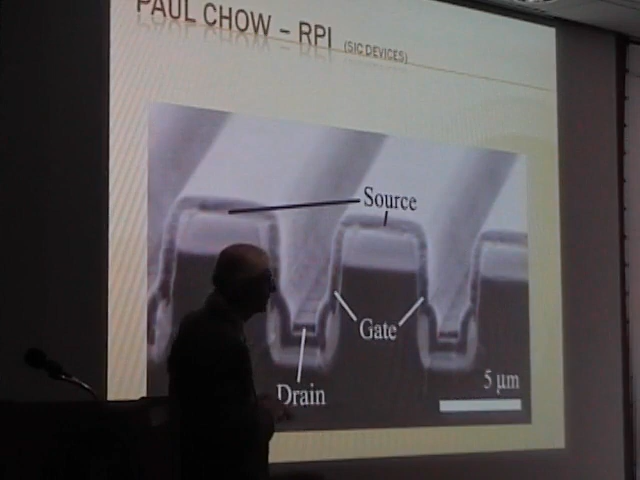 PAUL CHOW – RPI (SIC DEVICES)
Source
Gate
Drain
5 µm